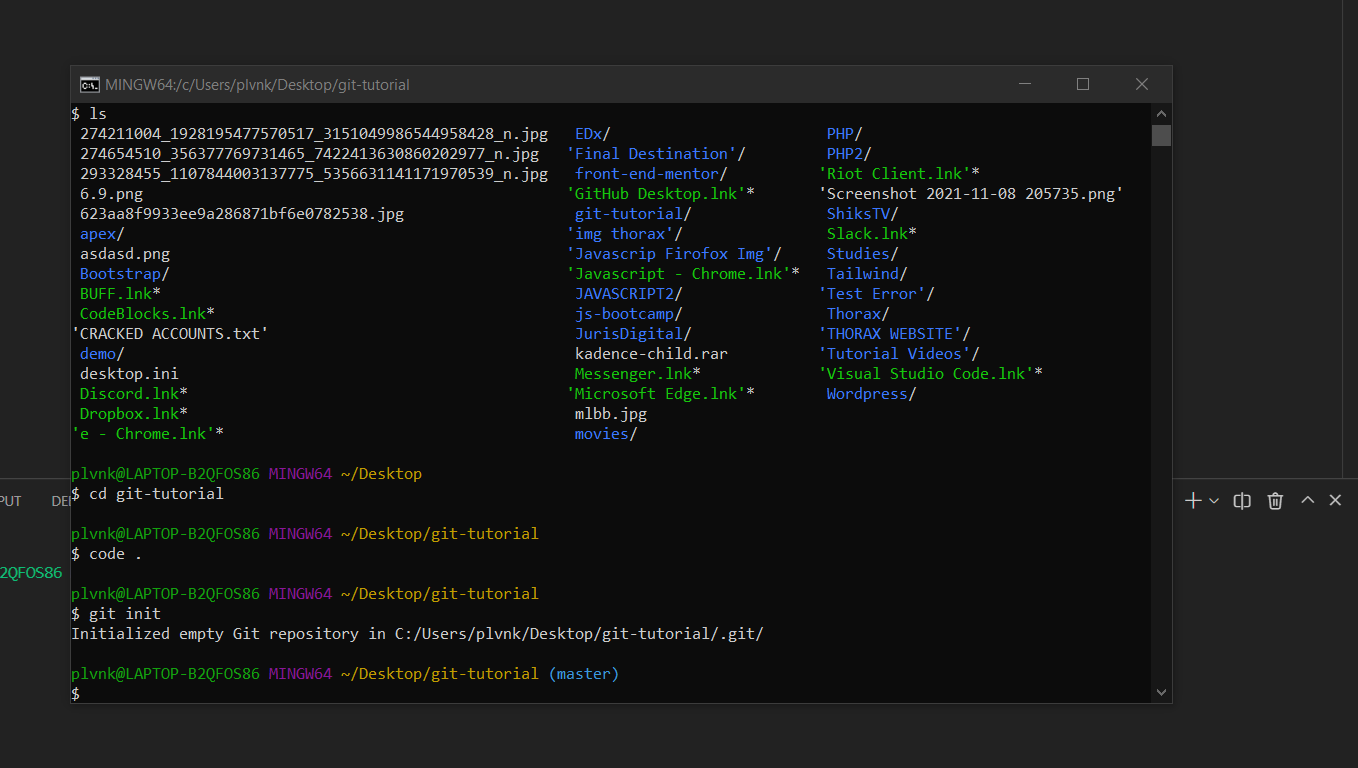 MINGW64:/c/Users/plvnk/Desktop/git-tutorial
$ ls
274211004_1928195477570517_3151049986544958428_n.jpg EDx/ PHP/
274654510_356377769731465_7422413630860202977_n.jpg 'Final Destination'/ PHP2/
293328455_1107844003137775_5356631141171970539_n.jpg front-end-mentor/ 'Riot Client.lnk'*
6.9.png 'GitHub Desktop.lnk'* 'Screenshot 2021-11-08 205735.png'
623aa8f9933ee9a286871bf6e0782538.jpg git-tutorial/ ShiksTV/
apex/ 'img thorax'/ Slack.lnk*
asdasd.png 'Javascrip Firofox Img'/ Studies/
Bootstrap/ 'Javascript - Chrome.lnk'* Tailwind/
BUFF.lnk* JAVASCRIPT2/ 'Test Error'/
CodeBlocks.lnk* js-bootcamp/ Thorax/
'CRACKED ACCOUNTS.txt' JurisDigital/ 'THORAX WEBSITE'/
demo/ kadence-child.rar 'Tutorial Videos'/
desktop.ini Messenger.lnk* 'Visual Studio Code.lnk'*
Discord.lnk* 'Microsoft Edge.lnk'* Wordpress/
Dropbox.lnk* mlbb.jpg
'e - Chrome.lnk'* movies/
plvnk@LAPTOP-B2QFOS86 MINGW64 ~/Desktop
$ cd git-tutorial
plvnk@LAPTOP-B2QFOS86 MINGW64 ~/Desktop/git-tutorial
$ code .
plvnk@LAPTOP-B2QFOS86 MINGW64 ~/Desktop/git-tutorial
$ git init
Initialized empty Git repository in C:/Users/plvnk/Desktop/git-tutorial/.git/
plvnk@LAPTOP-B2QFOS86 MINGW64 ~/Desktop/git-tutorial (master)
$
PUT DE
2QFOS86